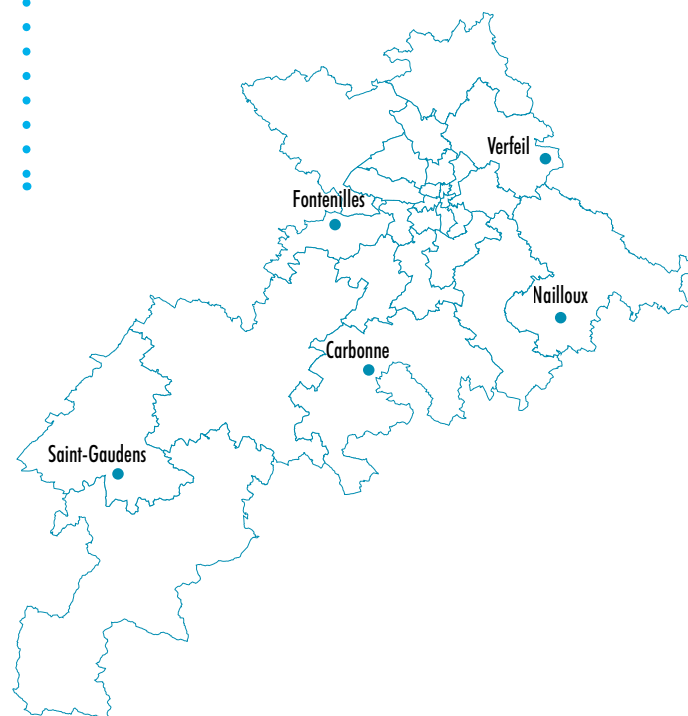 Verfeil
Fontenilles
Nailloux
Carbonne
Saint-Gaudens